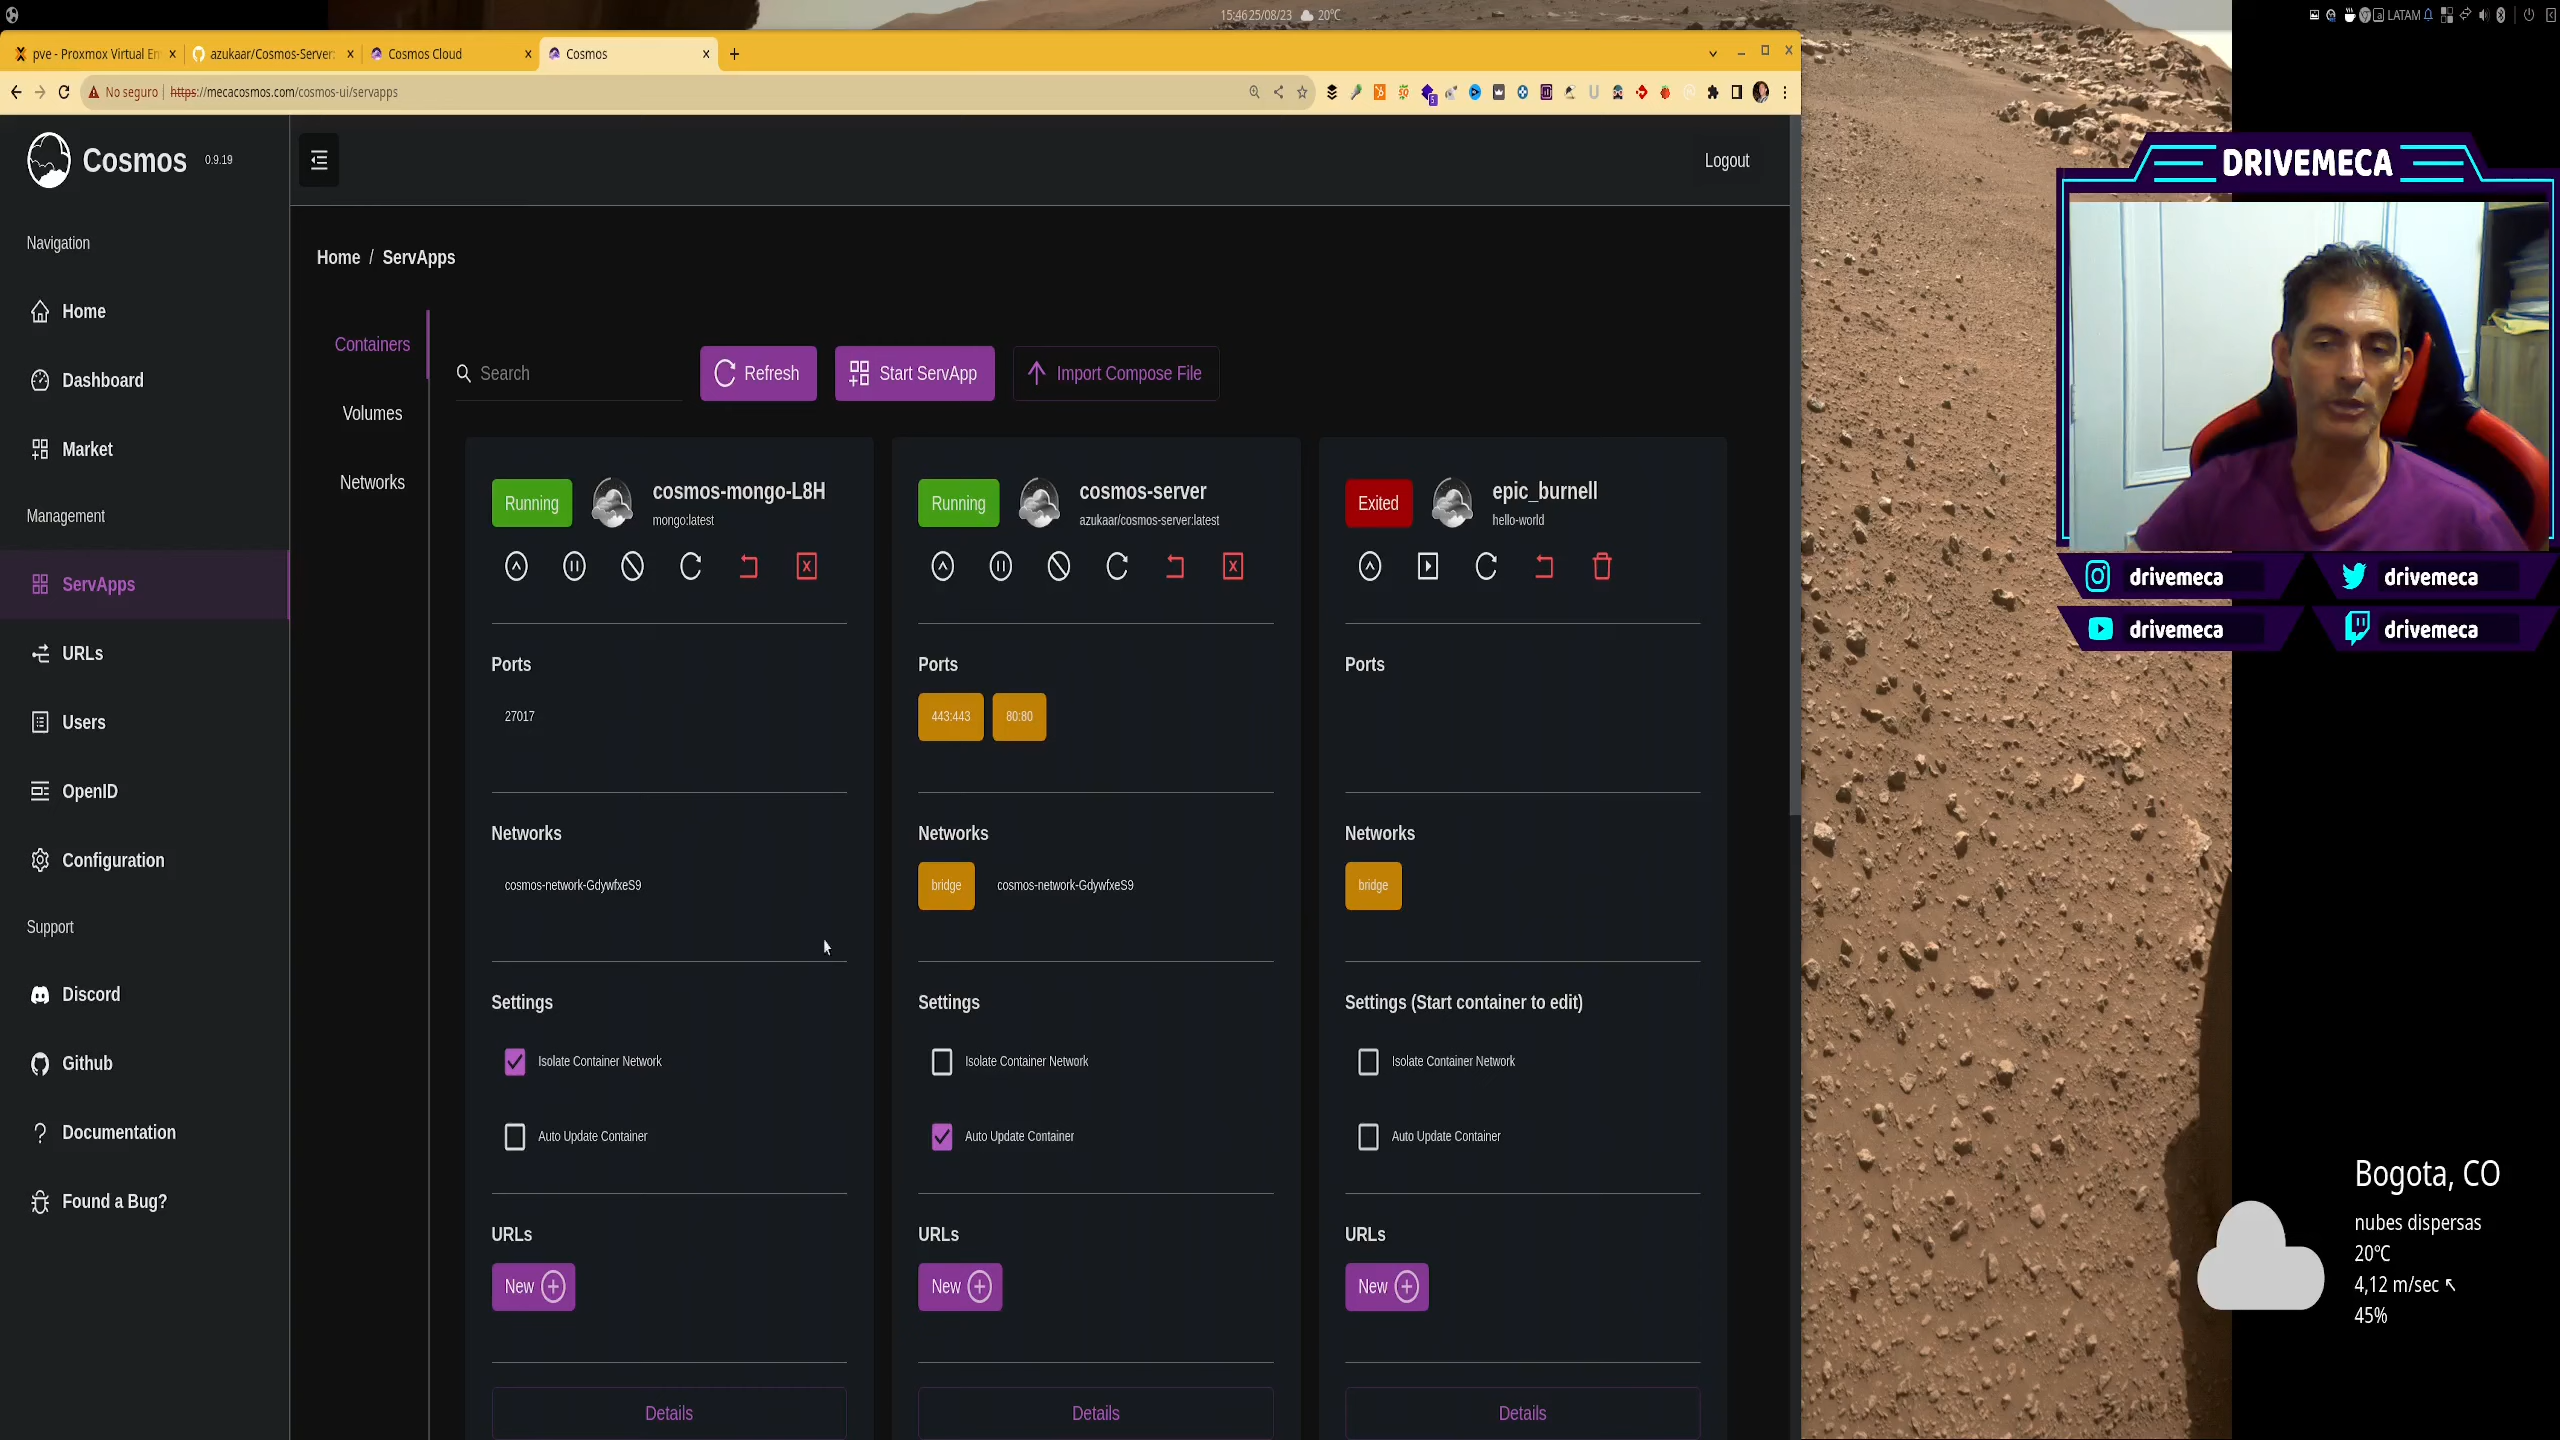 15:46 25/08/23 20°C
LATAM
pve - Proxmox Virtual En
azukaar/Cosmos-Server:
Cosmos Cloud
Cosmos
No seguro
https://mecacosmos.com/cosmos-ui/servapps
Cosmos 0.9.19
Logout
Navigation
Home
Dashboard
Market
Management
ServApps
URLs
Users
OpenID
Configuration
Support
Discord
Github
Documentation
Found a Bug?
Home / ServApps
Containers
Volumes
Networks
Search
Refresh
Start ServApp
Import Compose File
Running
cosmos-mongo-L8H
mongo:latest
Ports
27017
Networks
cosmos-network-GdywfxeS9
Settings
Isolate Container Network
Auto Update Container
URLs
New
Details
Running
cosmos-server
azukaar/cosmos-server:latest
Ports
443:443 80:80
Networks
bridge cosmos-network-GdywfxeS9
Settings
Isolate Container Network
Auto Update Container
URLs
New
Details
Exited
epic_burnell
hello-world
Ports
Networks
bridge
Settings (Start container to edit)
Isolate Container Network
Auto Update Container
URLs
New
Details
DRIVEMECA
drivemeca
drivemeca
drivemeca
drivemeca
Bogota, CO
nubes dispersas
20°C
4,12 m/sec ↖
45%